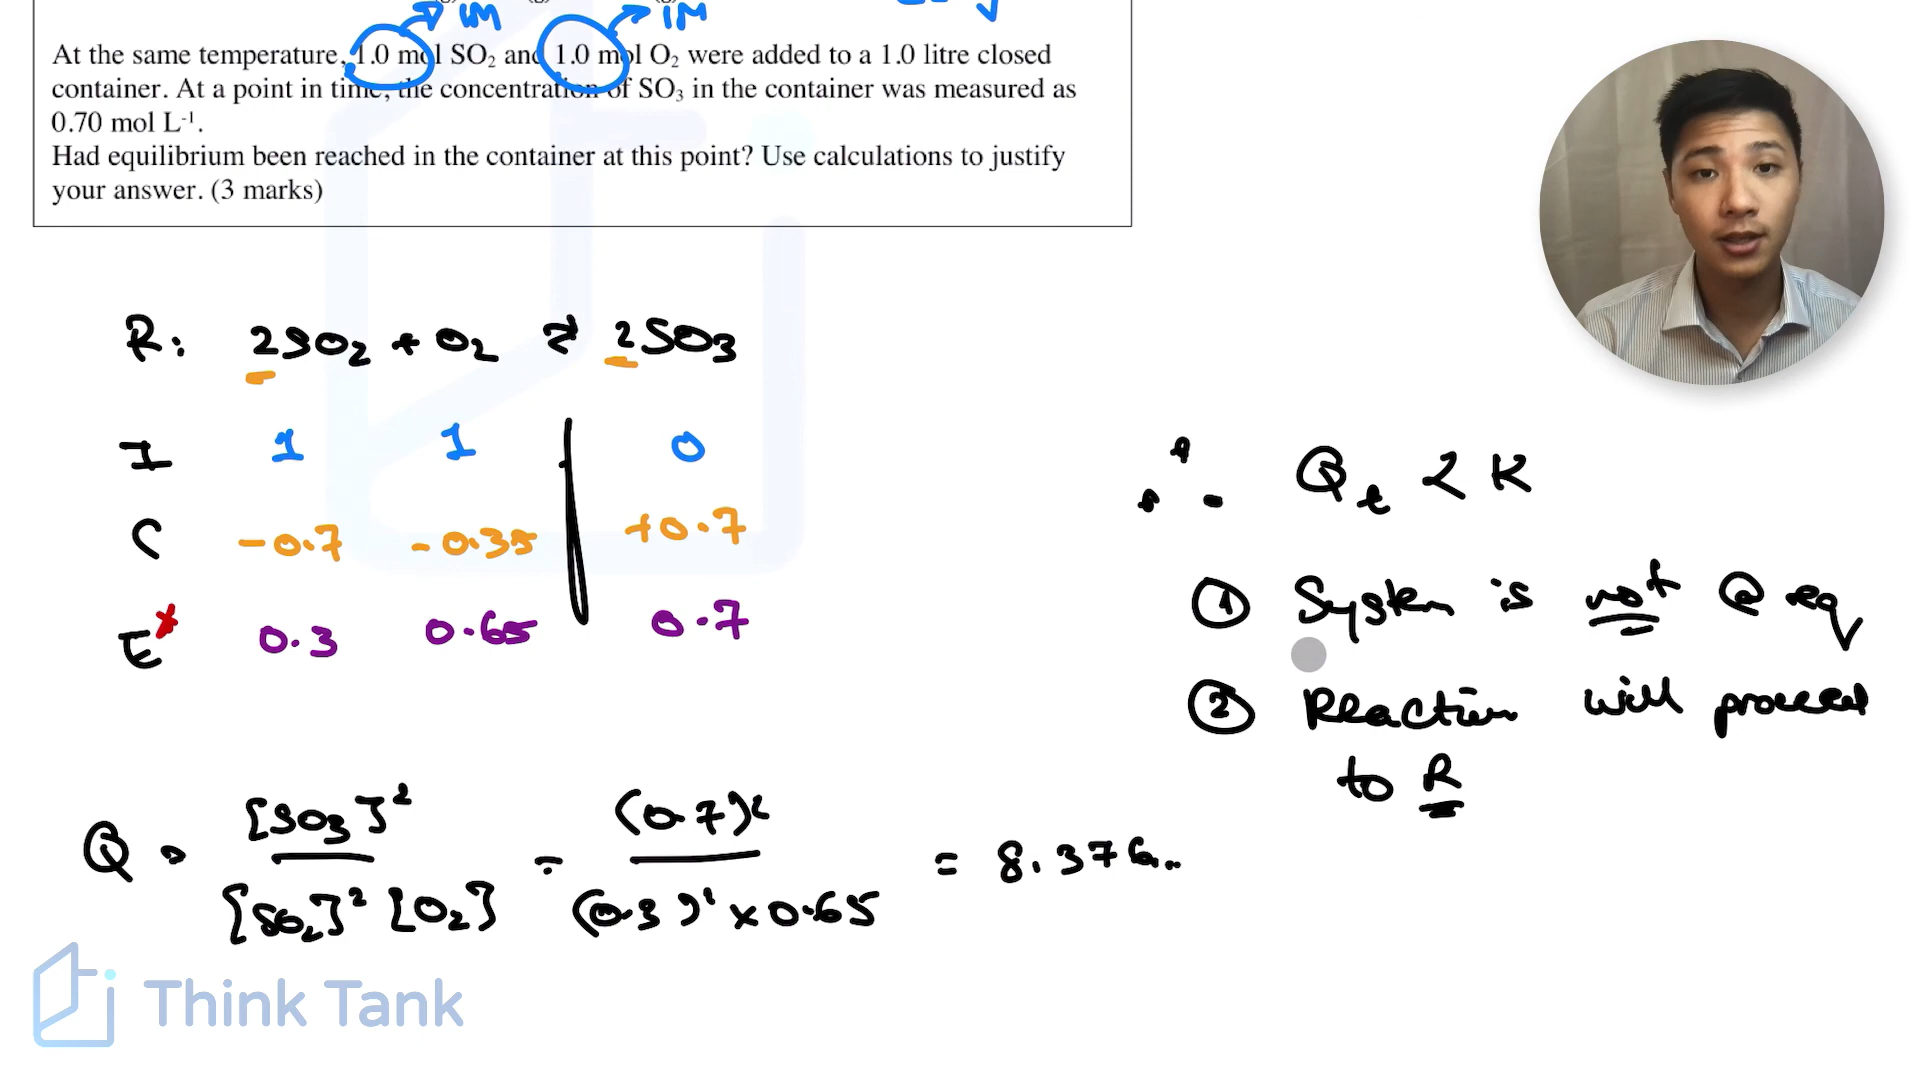 1M 1M
At the same temperature, 1.0 mol SO₂ and 1.0 mol O₂ were added to a 1.0 litre closed
container. At a point in time, the concentration of SO₃ in the container was measured as
0.70 mol L⁻¹.
Had equilibrium been reached in the container at this point? Use calculations to justify
your answer. (3 marks)
R: 2SO₂ + O₂ ⇌ 2SO₃
I 1 1 0
C -0.7 -0.35 +0.7
E* 0.3 0.65 0.7
Q = [SO₃]² / [SO₂]² [O₂] = (0.7)² / (0.3)² × 0.65 = 8.376...
∴ Qt < K
① System is not @ eq
② Reaction will proceed
to R
Think Tank